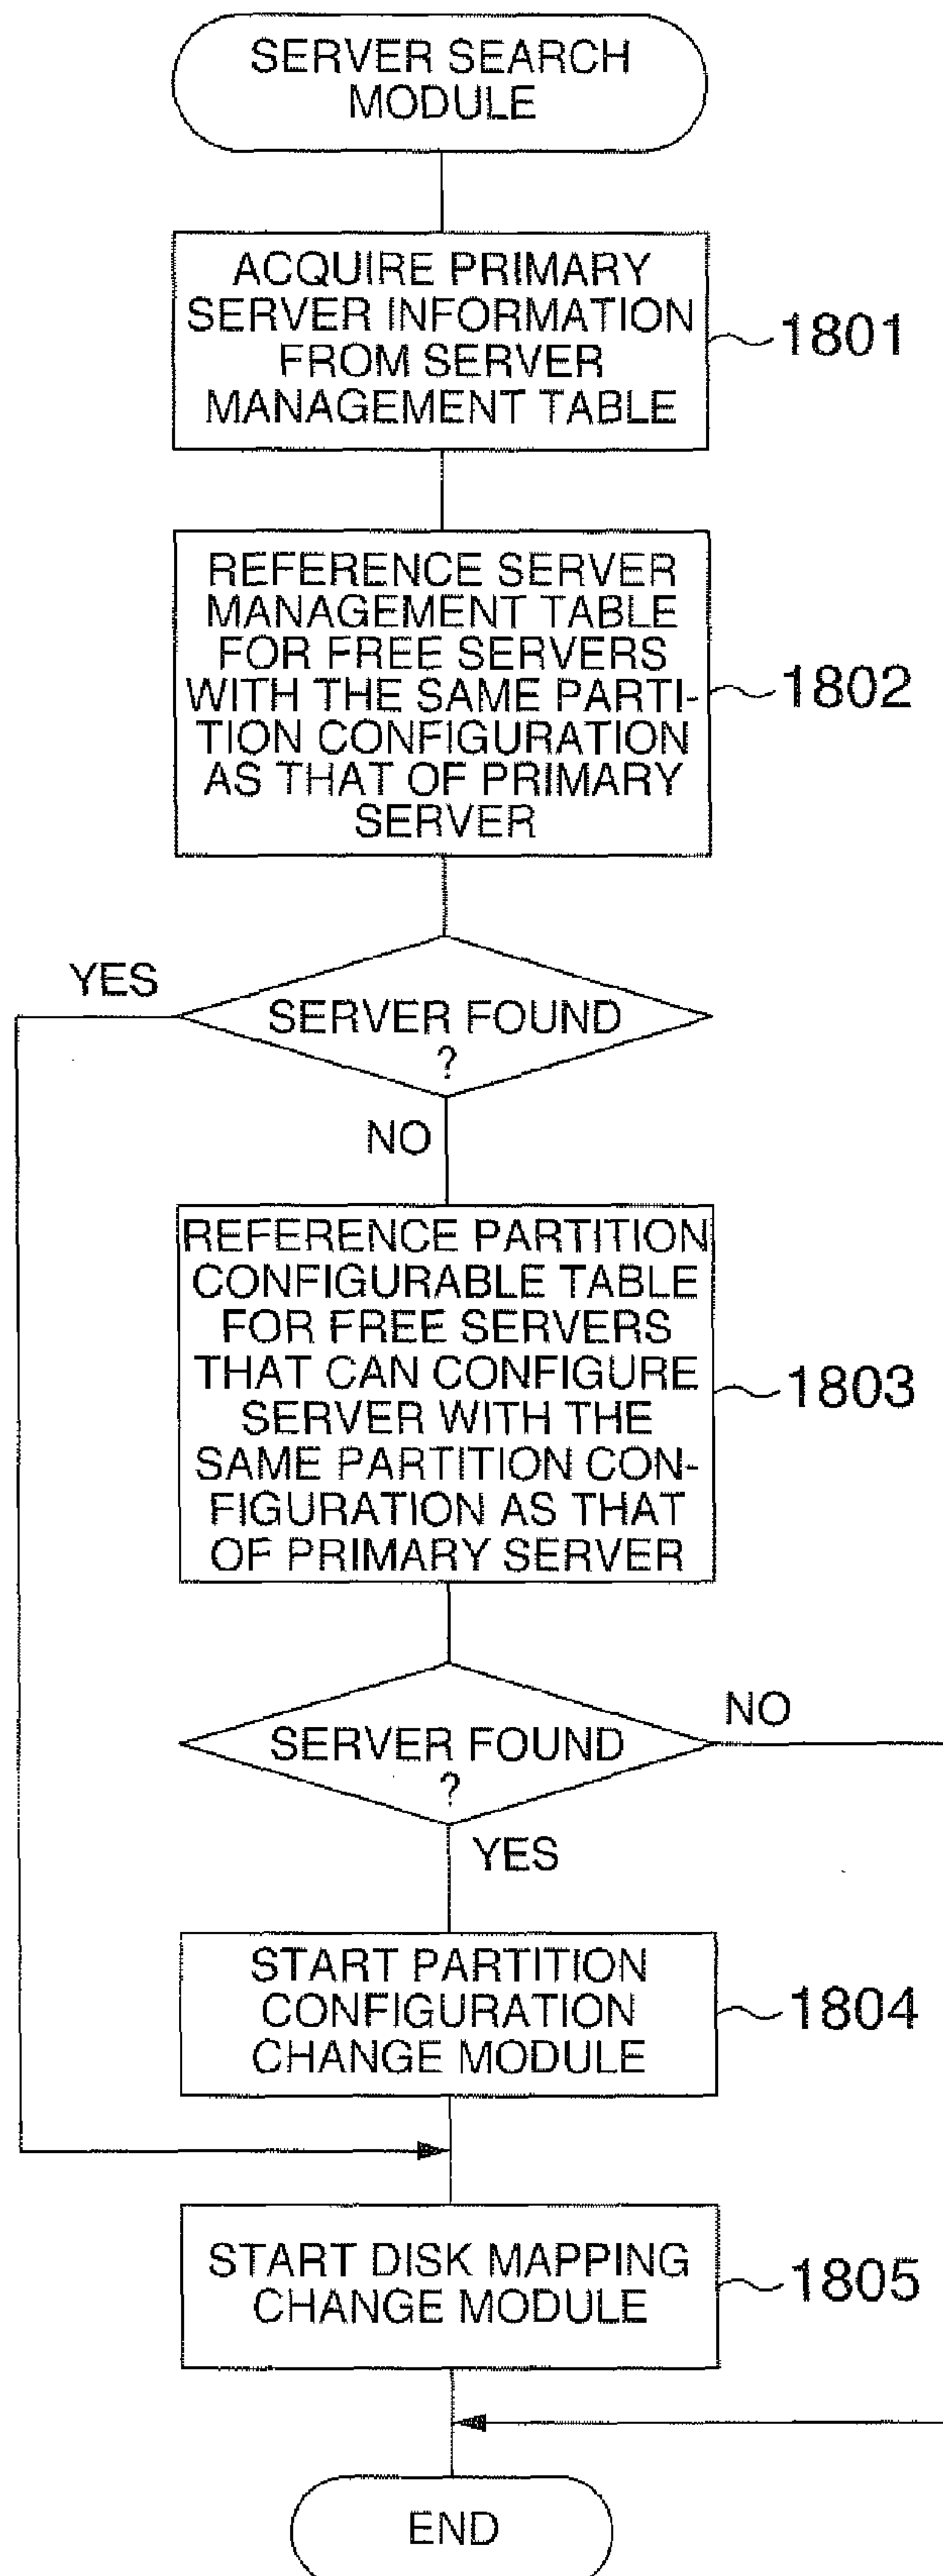 SERVER SEARCH
MODULE
ACQUIRE PRIMARY
SERVER INFORMATION
FROM SERVER
MANAGEMENT TABLE
1801
REFERENCE SERVER
MANAGEMENT TABLE
FOR FREE SERVERS
WITH THE SAME PARTI-
TION CONFIGURATION
AS THAT OF PRIMARY
SERVER
1802
YES
SERVER FOUND
?
NO
REFERENCE PARTITION
CONFIGURABLE TABLE
FOR FREE SERVERS
THAT CAN CONFIGURE
SERVER WITH THE
SAME PARTITION CON-
FIGURATION AS THAT
OF PRIMARY SERVER
1803
NO
SERVER FOUND
?
YES
START PARTITION
CONFIGURATION
CHANGE MODULE
1804
START DISK MAPPING
CHANGE MODULE
1805
END